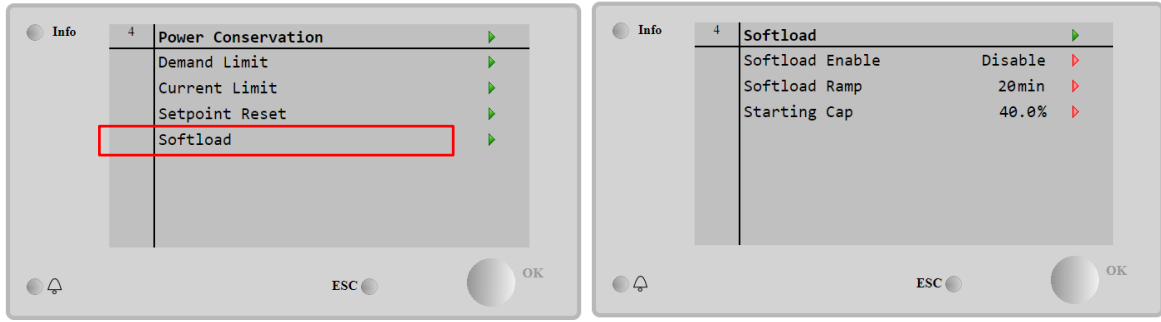 Info
4 Power Conservation
Demand Limit
Current Limit
Setpoint Reset
Softload
ESC
OK
Info
4 Softload
Softload Enable Disable
Softload Ramp 20min
Starting Cap 40.0%
ESC
OK